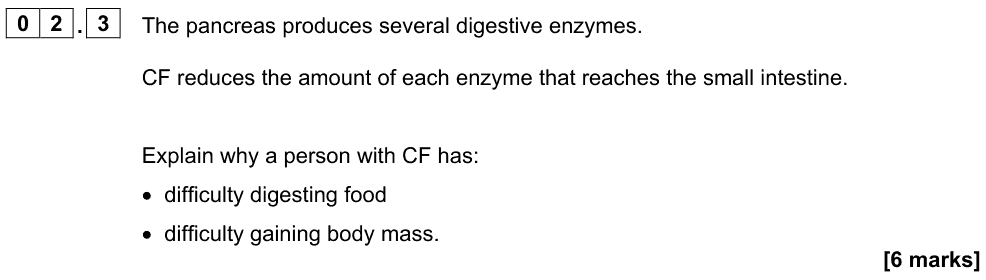 0 2 . 3 The pancreas produces several digestive enzymes.
CF reduces the amount of each enzyme that reaches the small intestine.
Explain why a person with CF has:
• difficulty digesting food
• difficulty gaining body mass.
[6 marks]